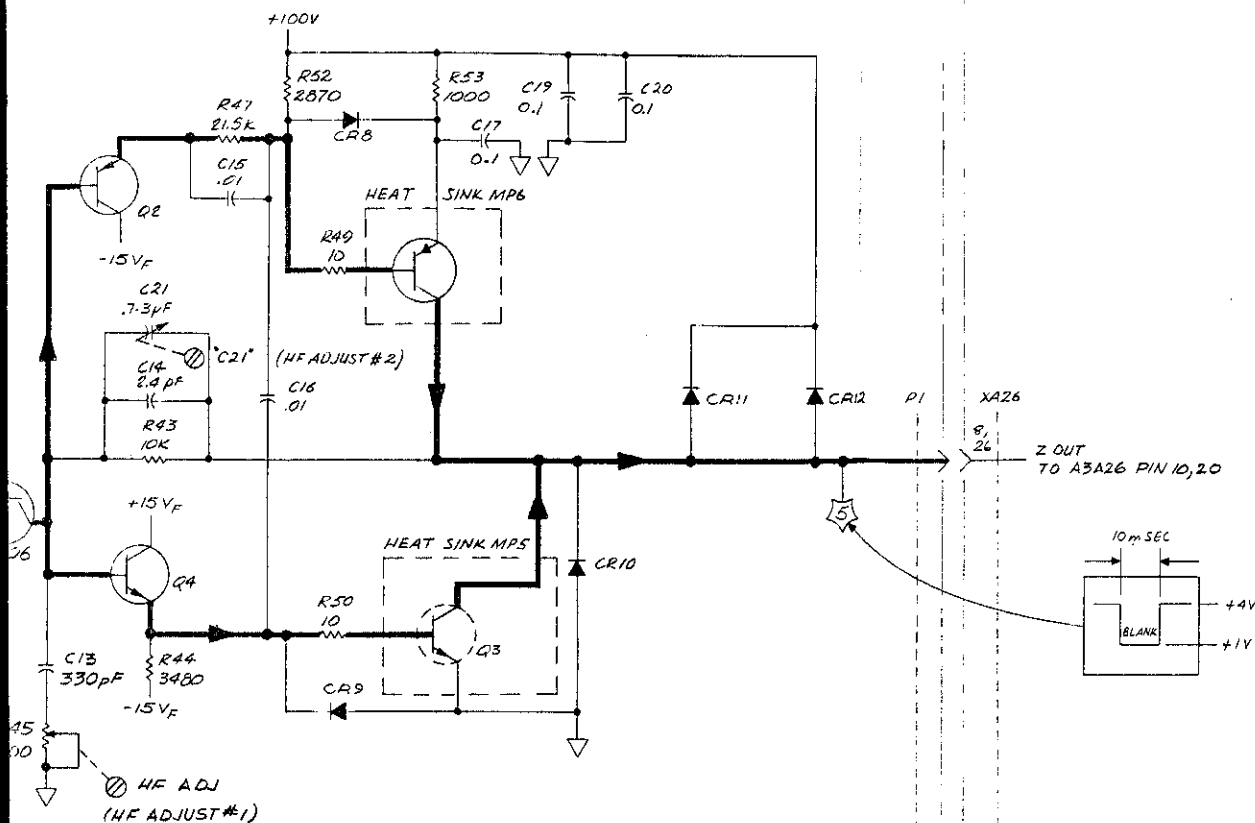 +100V
R52
2870
R53
1000
C19
0.1
C20
0.1
R47
21.5K
CR8
C17
0.1
C15
.01
Q2
HEAT SINK MP6
-15VF
R49
10
C21
.7-3µF
"C21"
(HF ADJUST #2)
C14
2.4 pF
C16
.01
R43
10K
CR11
CR12
P1
XA26
8,
26
Z OUT
TO A3A26 PIN 10,20
5
+15VF
HEAT SINK MP5
Q4
CR10
10 m SEC
+4V
BLANK
+1V
R50
10
Q3
C13
330pF
R44
3480
CR9
-15VF
HF ADJ
(HF ADJUST #1)